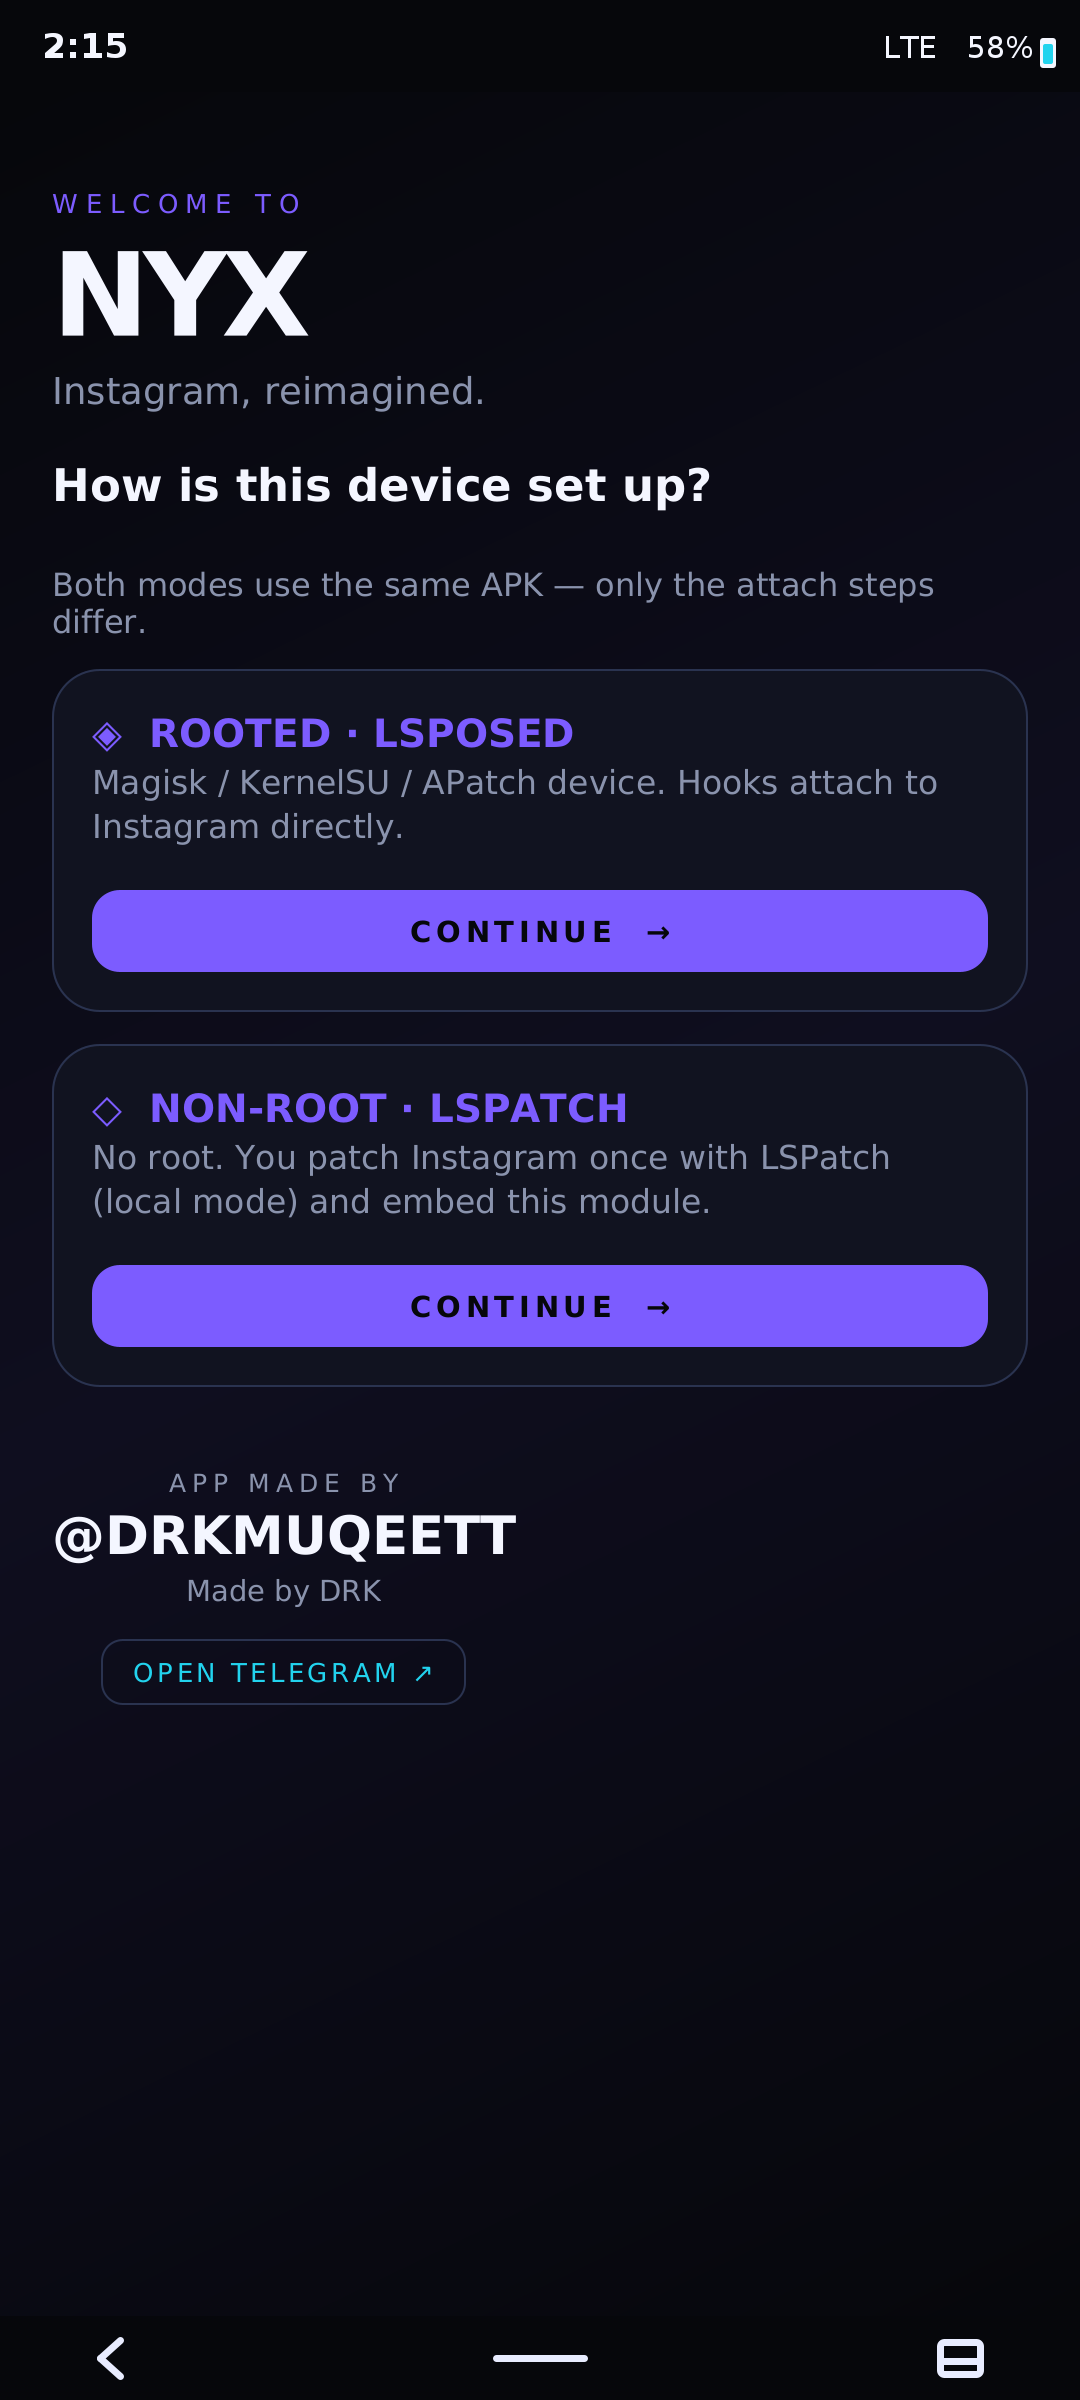 2:15
LTE 58%
WELCOME TO
NYX
Instagram, reimagined.
How is this device set up?
Both modes use the same APK — only the attach steps
differ.
◈ ROOTED · LSPOSED
Magisk / KernelSU / APatch device. Hooks attach to
Instagram directly.
CONTINUE →
◇ NON-ROOT · LSPATCH
No root. You patch Instagram once with LSPatch
(local mode) and embed this module.
CONTINUE →
APP MADE BY
@DRKMUQEETT
Made by DRK
OPEN TELEGRAM ↗